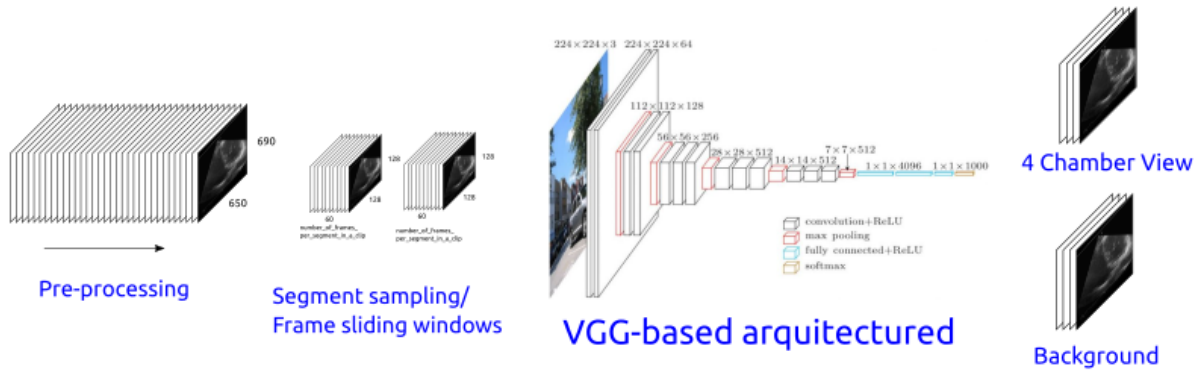 690
650
Pre-processing
128
128
60
number_of_frames_
per_segment_in_a_clip
128
128
60
number_of_frames_
per_segment_in_a_clip
Segment sampling/
Frame sliding windows
224×224×3
224×224×64
112×112×128
56×56×256
28×28×512
14×14×512
7×7×512
1×1×4096
1×1×1000
convolution+ReLU
max pooling
fully connected+ReLU
softmax
VGG-based arquitectured
4 Chamber View
Background